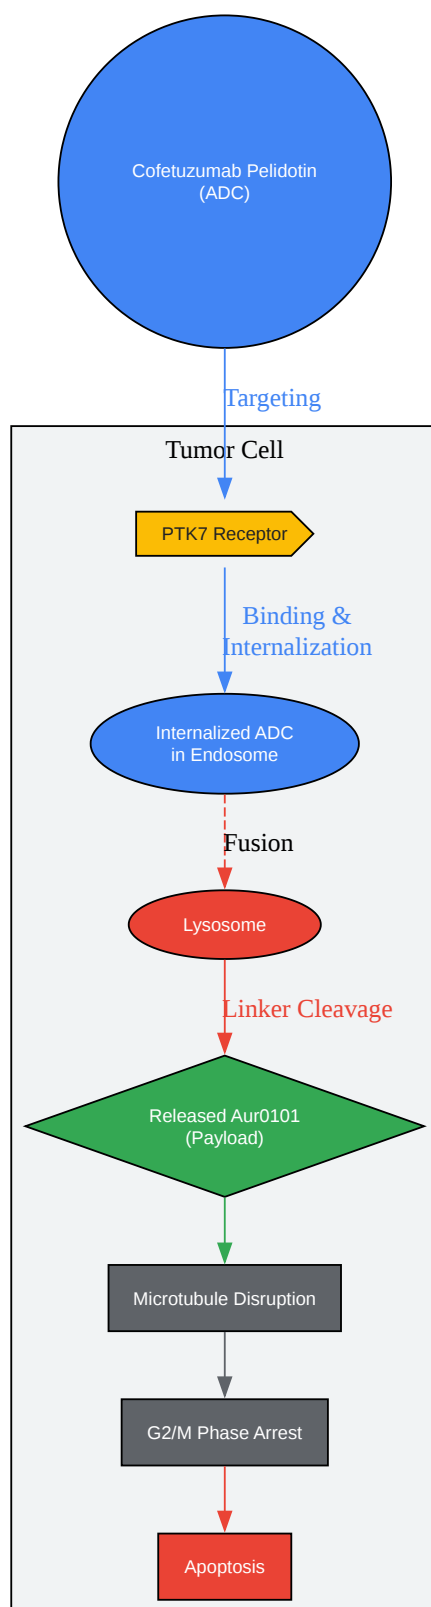 Cofetuzumab Pelidotin
(ADC)
Targeting
Tumor Cell
PTK7 Receptor
Binding &
Internalization
Internalized ADC
in Endosome
Fusion
Lysosome
Linker Cleavage
Released Aur0101
(Payload)
Microtubule Disruption
G2/M Phase Arrest
Apoptosis